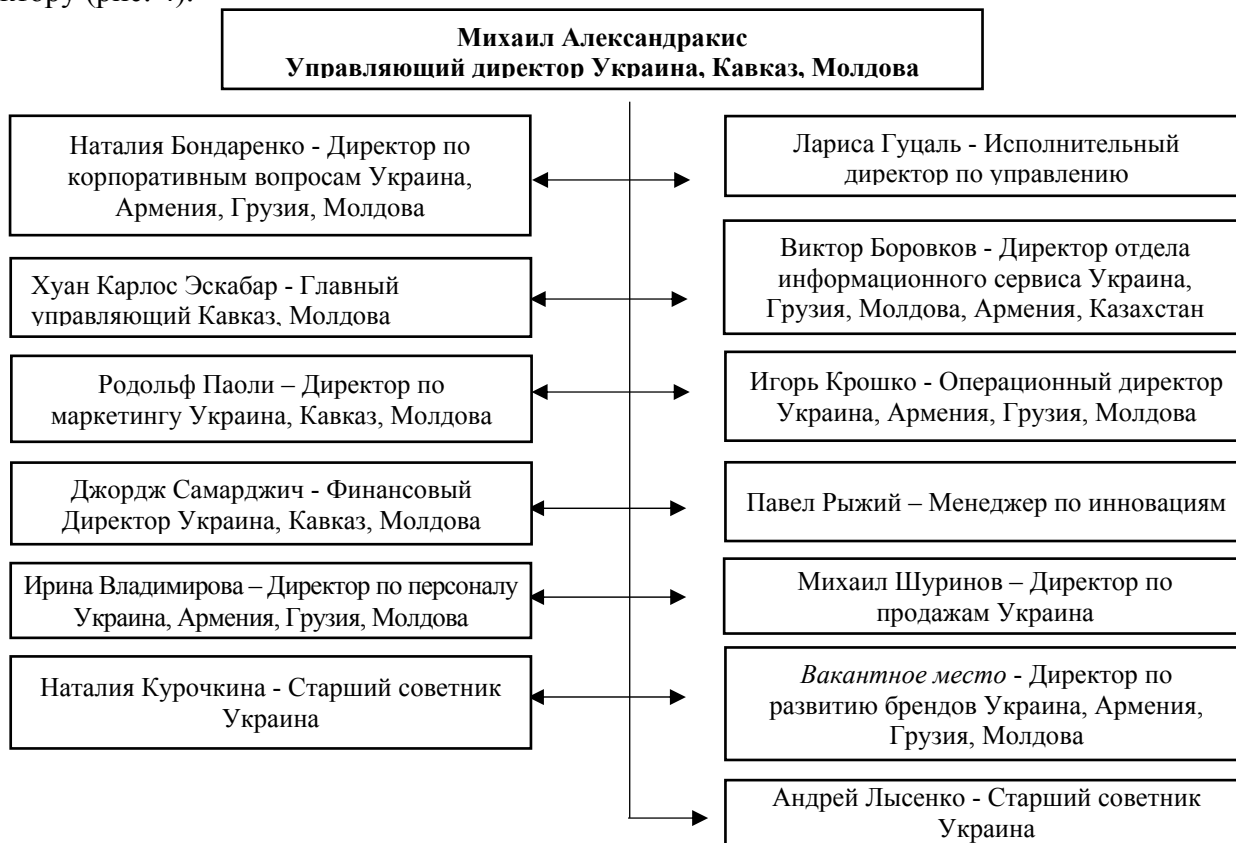 ктору (рис. 4).
Михаил Александракис
Управляющий директор Украина, Кавказ, Молдова
Наталия Бондаренко - Директор по
корпоративным вопросам Украина,
Армения, Грузия, Молдова
Лариса Гуцаль - Исполнительный
директор по управлению
Хуан Карлос Эскабар - Главный
управляющий Кавказ, Молдова
Виктор Боровков - Директор отдела
информационного сервиса Украина,
Грузия, Молдова, Армения, Казахстан
Родольф Паоли – Директор по
маркетингу Украина, Кавказ, Молдова
Игорь Крошко - Операционный директор
Украина, Армения, Грузия, Молдова
Джордж Самарджич - Финансовый
Директор Украина, Кавказ, Молдова
Павел Рыжий – Менеджер по инновациям
Ирина Владимирова – Директор по персоналу
Украина, Армения, Грузия, Молдова
Михаил Шуринов – Директор по
продажам Украина
Наталия Курочкина - Старший советник
Украина
Вакантное место - Директор по
развитию брендов Украина, Армения,
Грузия, Молдова
Андрей Лысенко - Старший советник
Украина